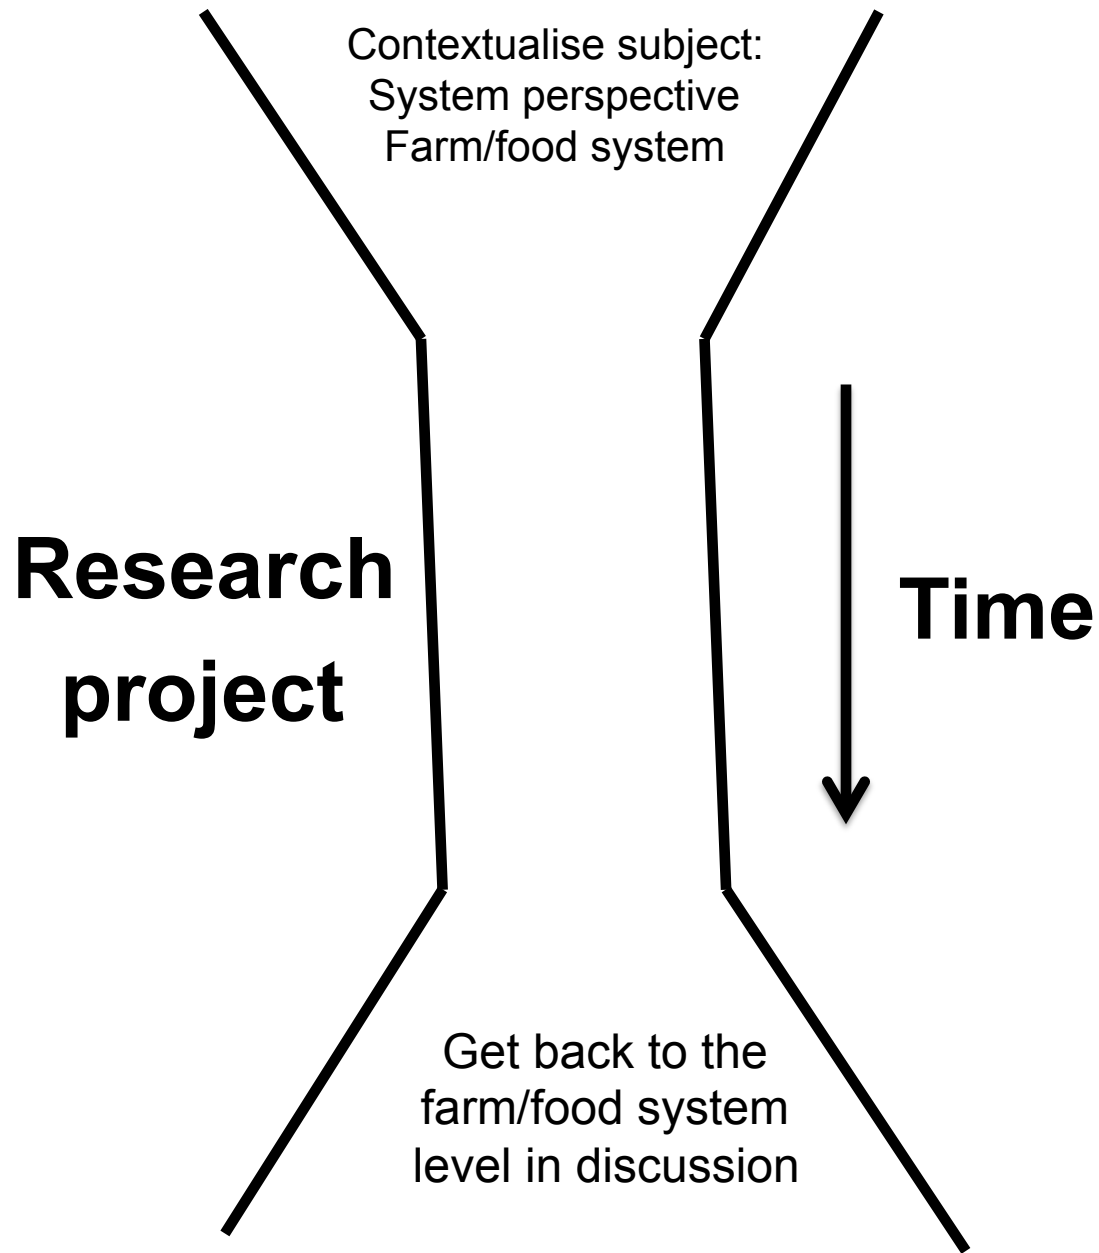 Contextualise subject:
System perspective
Farm/food system
Research
project
Time
Get back to the
farm/food system
level in discussion